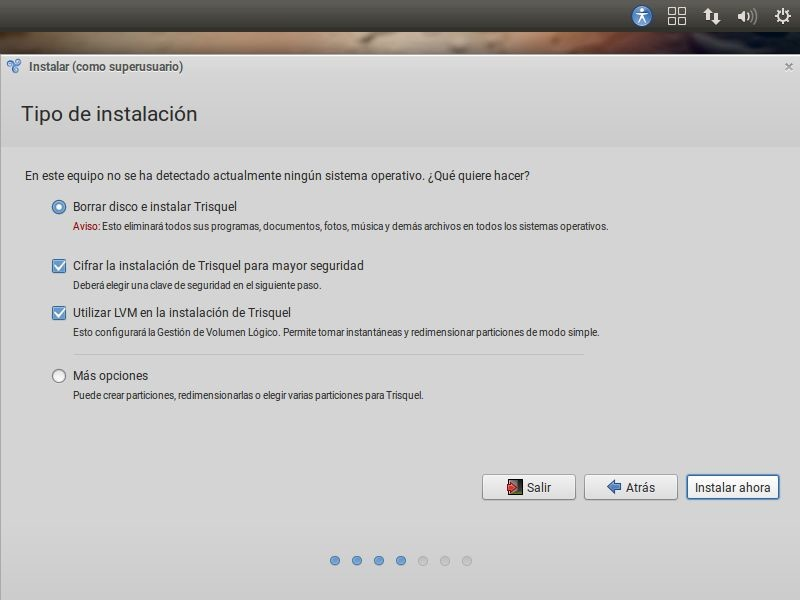 Instalar (como superusuario)
Tipo de instalación
En este equipo no se ha detectado actualmente ningún sistema operativo. ¿Qué quiere hacer?
Borrar disco e instalar Trisquel
Aviso: Esto eliminará todos sus programas, documentos, fotos, música y demás archivos en todos los sistemas operativos.
Cifrar la instalación de Trisquel para mayor seguridad
Deberá elegir una clave de seguridad en el siguiente paso.
Utilizar LVM en la instalación de Trisquel
Esto configurará la Gestión de Volumen Lógico. Permite tomar instantáneas y redimensionar particiones de modo simple.
Más opciones
Puede crear particiones, redimensionarlas o elegir varias particiones para Trisquel.
Salir Atrás Instalar ahora